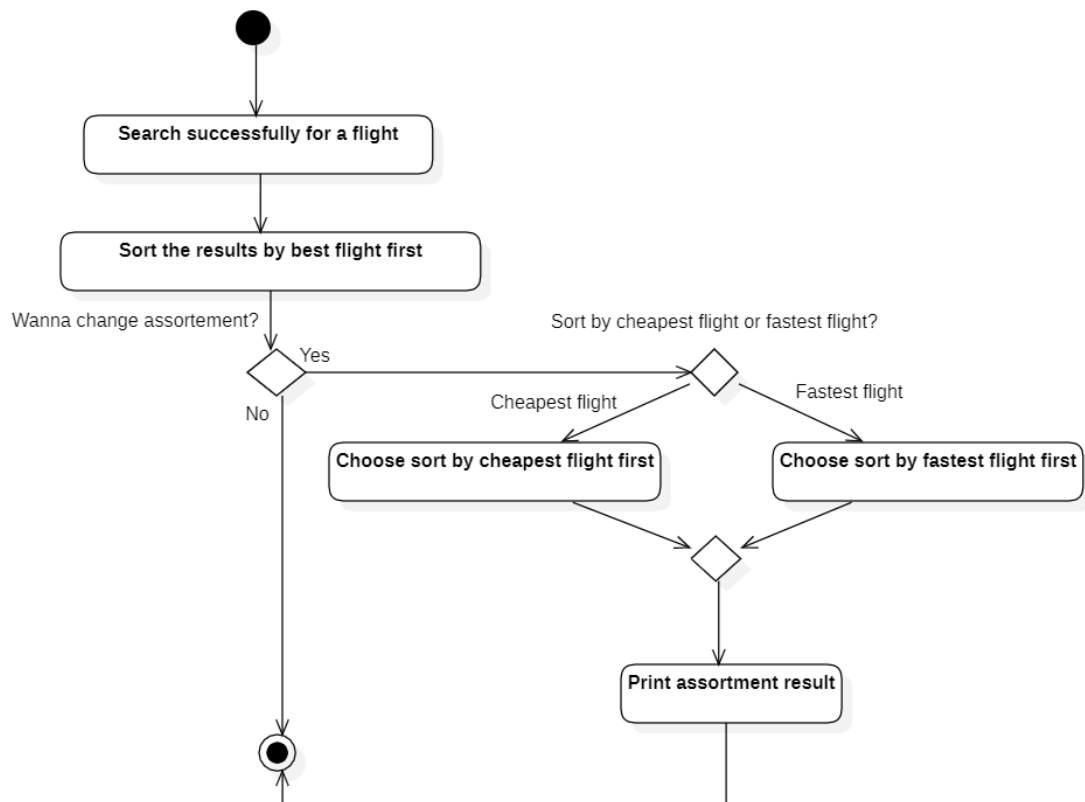 Search successfully for a flight
Sort the results by best flight first
Wanna change assortement?
Sort by cheapest flight or fastest flight?
Yes
No
Cheapest flight
Fastest flight
Choose sort by cheapest flight first
Choose sort by fastest flight first
Print assortment result